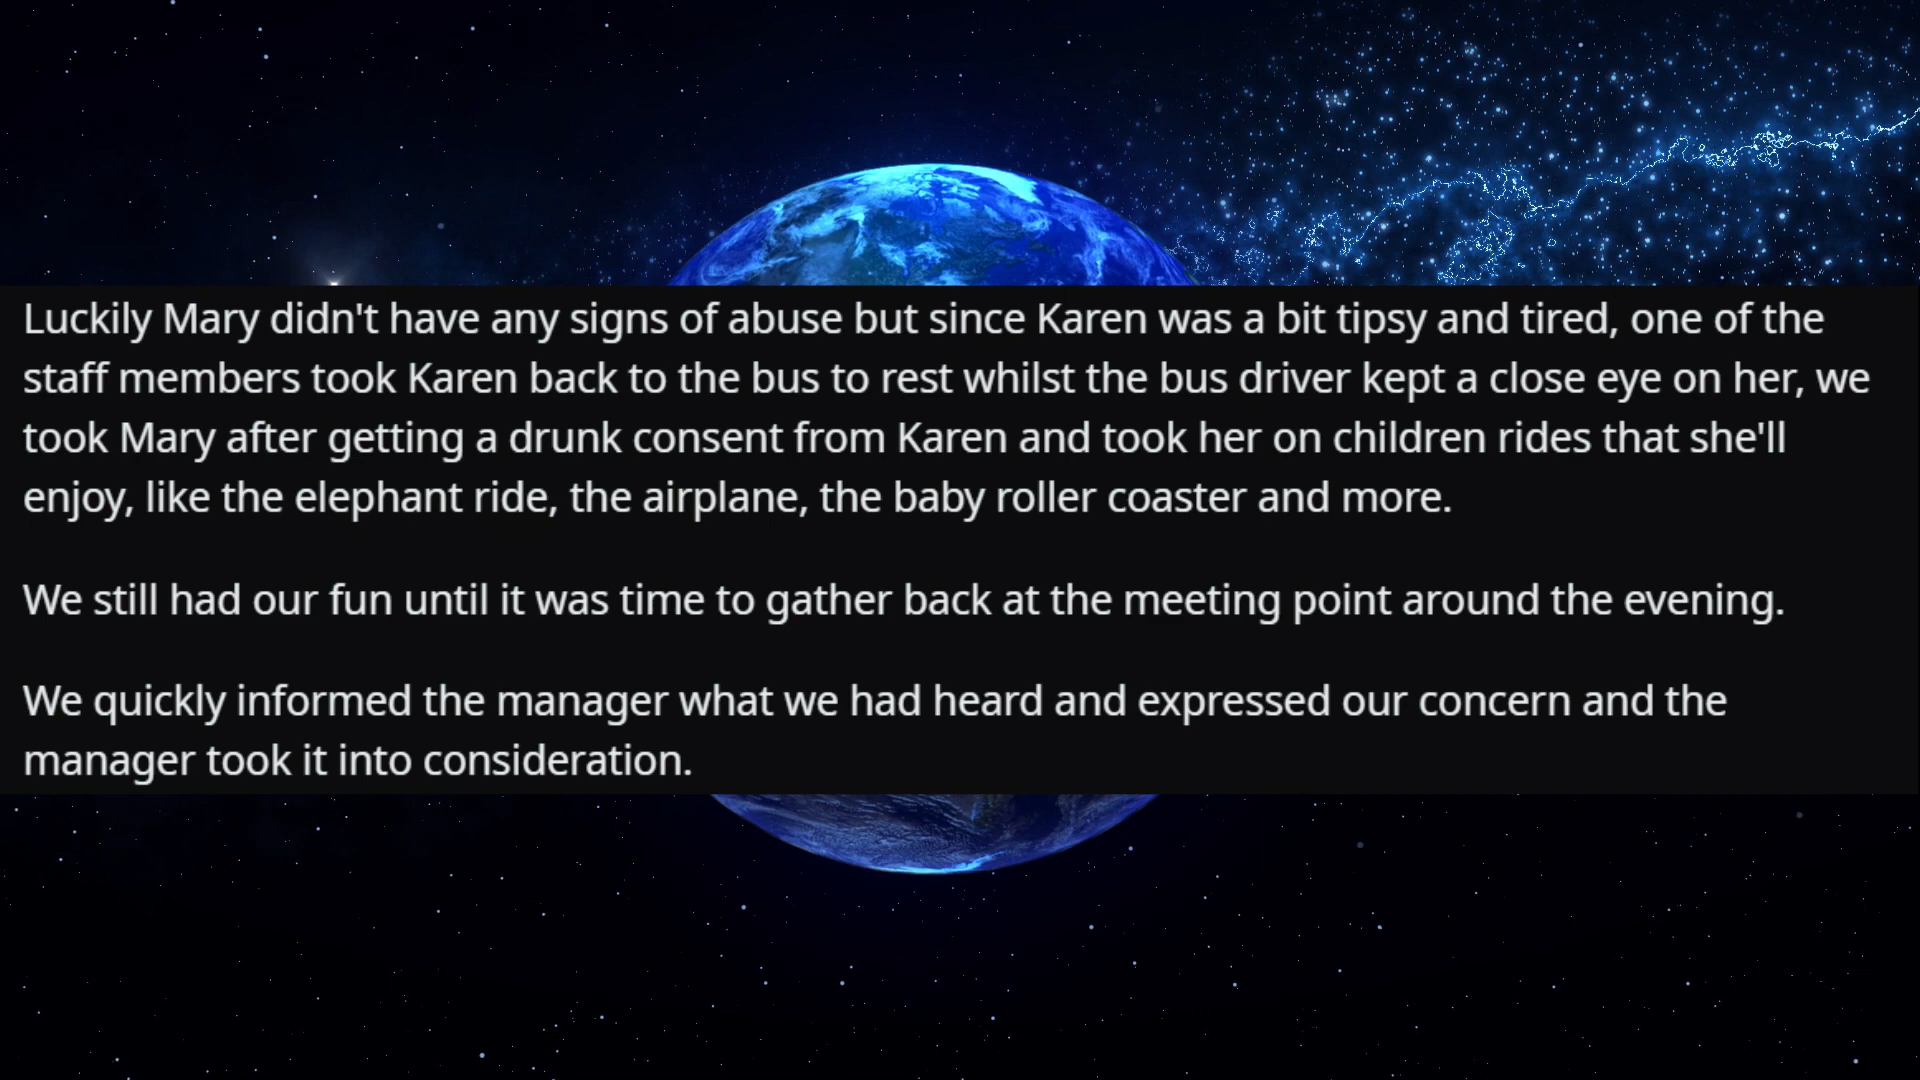 Luckily Mary didn't have any signs of abuse but since Karen was a bit tipsy and tired, one of the
staff members took Karen back to the bus to rest whilst the bus driver kept a close eye on her, we
took Mary after getting a drunk consent from Karen and took her on children rides that she'll
enjoy, like the elephant ride, the airplane, the baby roller coaster and more.
We still had our fun until it was time to gather back at the meeting point around the evening.
We quickly informed the manager what we had heard and expressed our concern and the
manager took it into consideration.